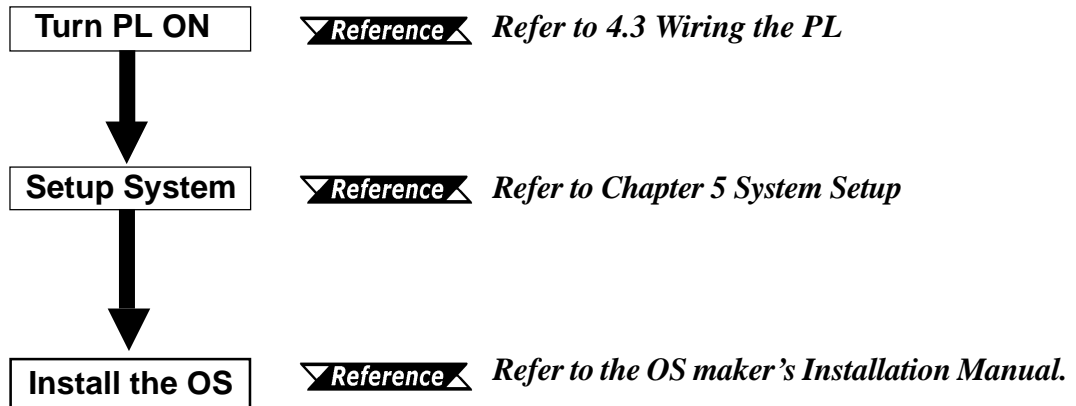 Turn PL ON Reference Refer to 4.3 Wiring the PL
Setup System Reference Refer to Chapter 5 System Setup
Install the OS Reference Refer to the OS maker’s Installation Manual.